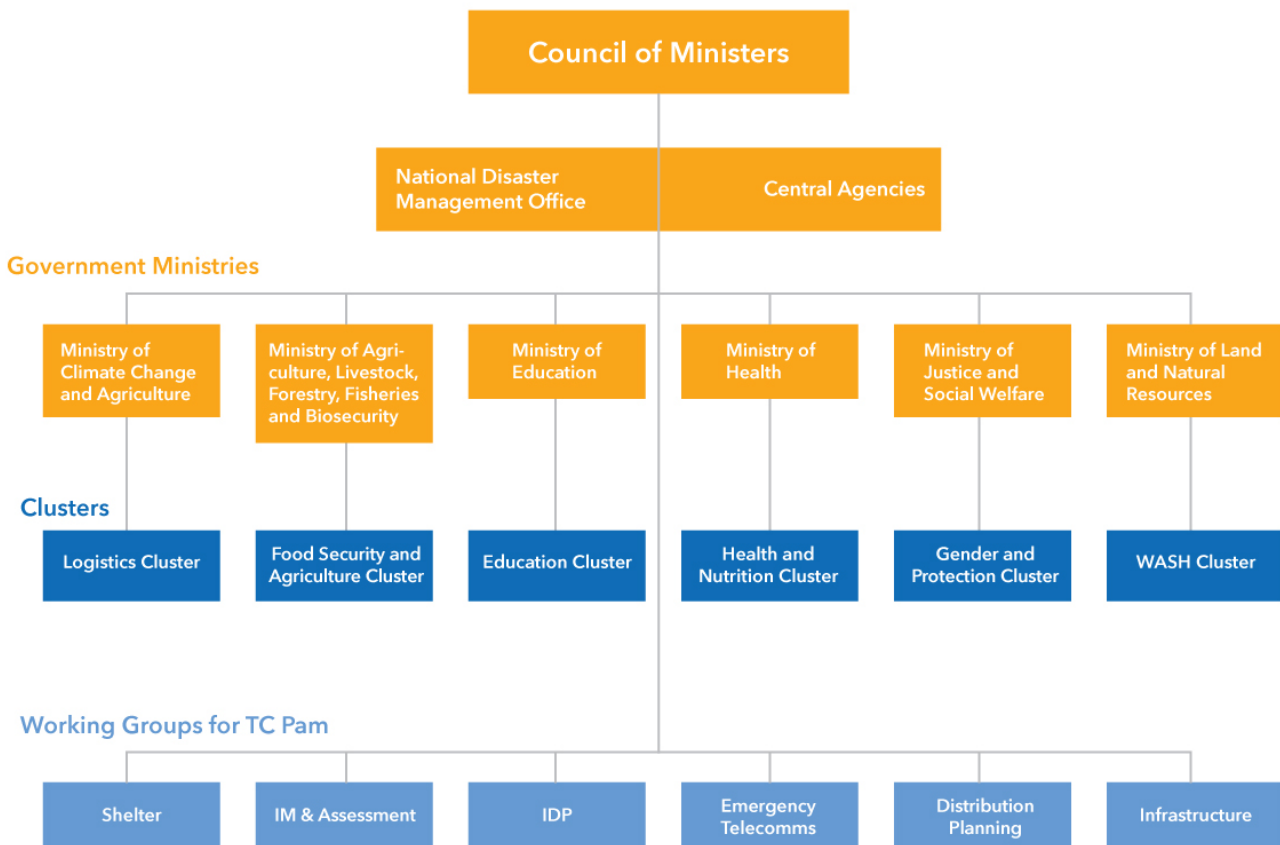 Council of Ministers
National Disaster
Management Office
Central Agencies
Government Ministries
Ministry of
Climate Change
and Agriculture
Ministry of Agri-
culture, Livestock,
Forestry, Fisheries
and Biosecurity
Ministry of
Education
Ministry of
Health
Ministry of
Justice and
Social Welfare
Ministry of Land
and Natural
Resources
Clusters
Logistics Cluster
Food Security and
Agriculture Cluster
Education Cluster
Health and
Nutrition Cluster
Gender and
Protection Cluster
WASH Cluster
Working Groups for TC Pam
Shelter
IM & Assessment
IDP
Emergency
Telecomms
Distribution
Planning
Infrastructure